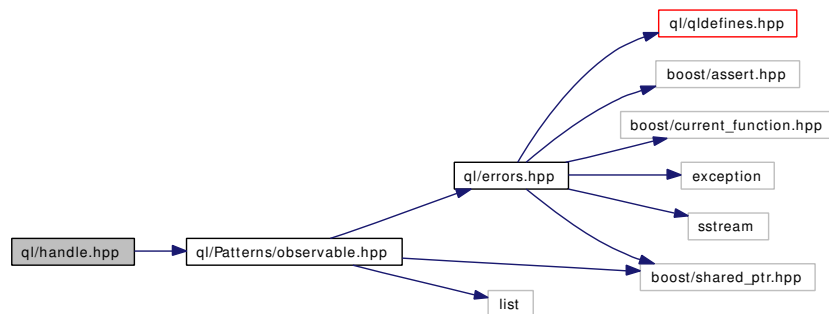 ql/qldefines.hpp
boost/assert.hpp
boost/current_function.hpp
ql/errors.hpp
exception
sstream
ql/handle.hpp
ql/Patterns/observable.hpp
boost/shared_ptr.hpp
list